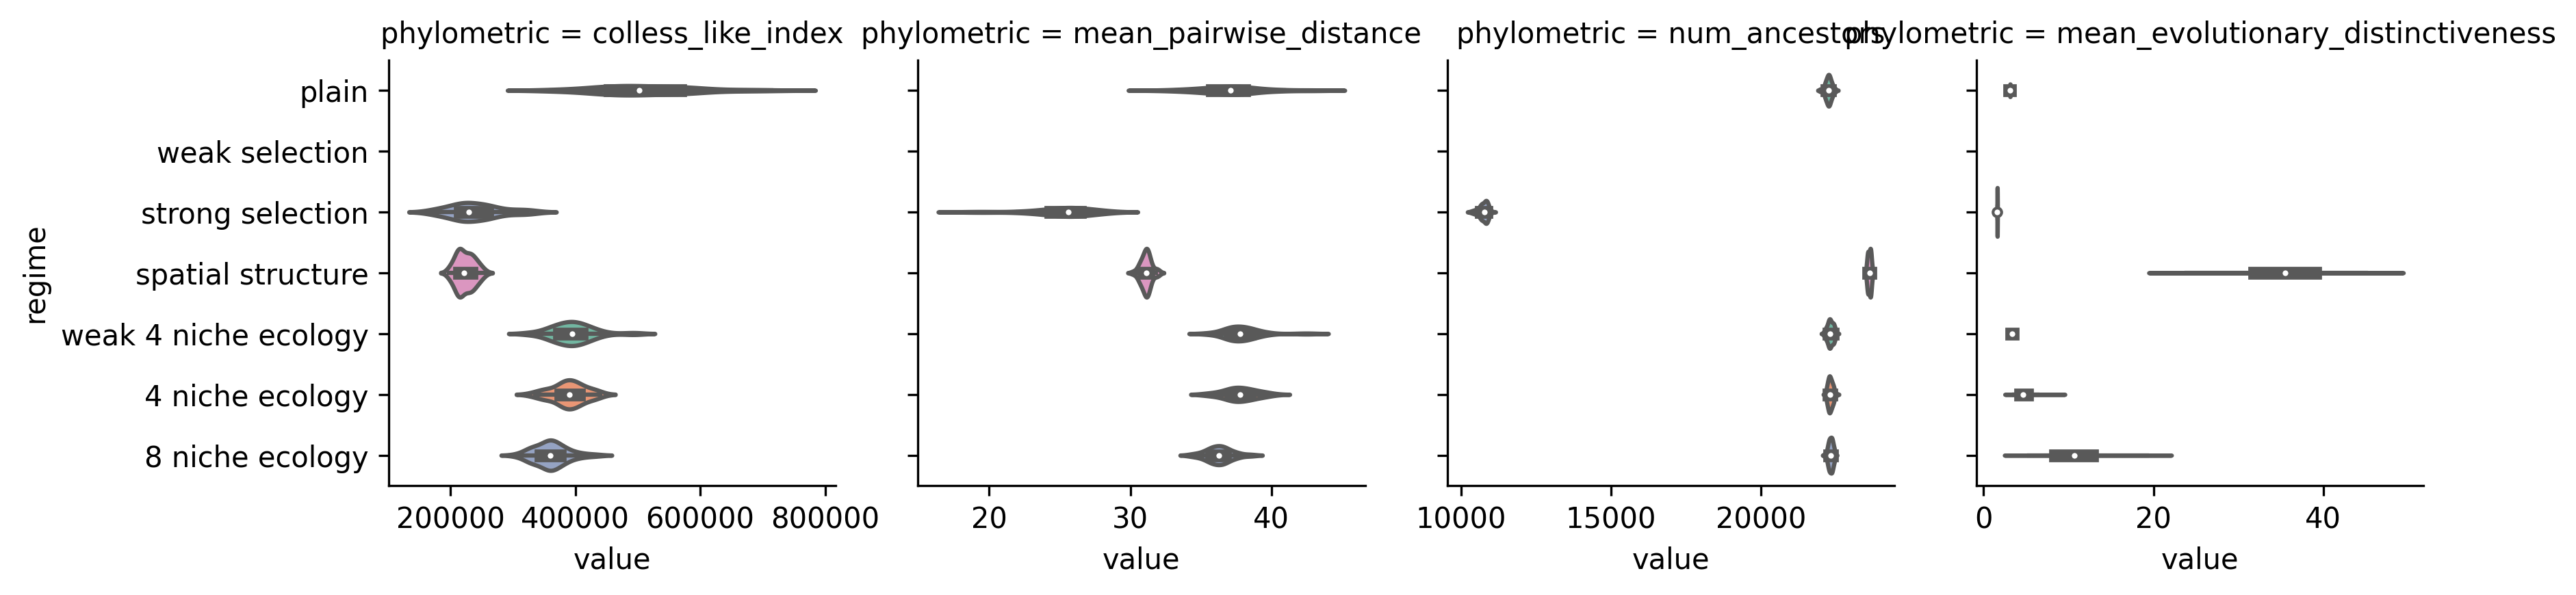 phylometric = colless_like_index
phylometric = mean_pairwise_distance
phylometric = num_ancestors
phylometric = mean_evolutionary_distinctiveness
regime
plain
weak selection
strong selection
spatial structure
weak 4 niche ecology
4 niche ecology
8 niche ecology
200000 400000 600000 800000
value
20 30 40
value
10000 15000 20000
value
0 20 40
value